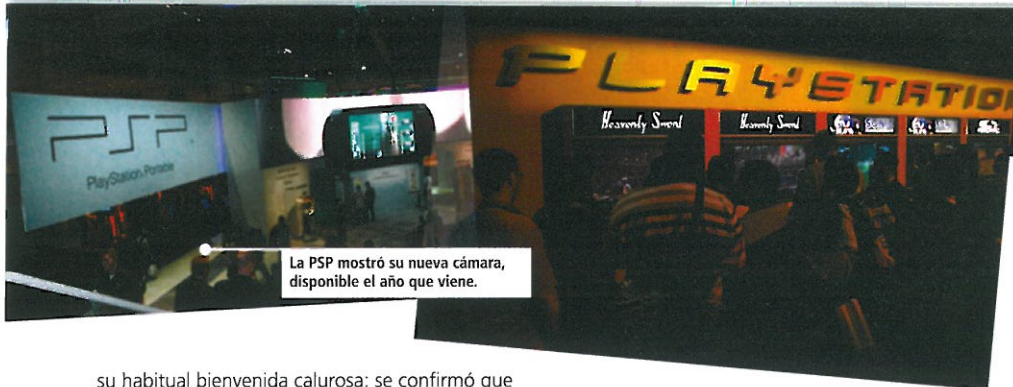 PSP
PlayStation Portable
PLAYSTATION
Heavenly Sword
Heavenly Sword
La PSP mostró su nueva cámara,
disponible el año que viene.
su habitual bienvenida calurosa: se confirmó que